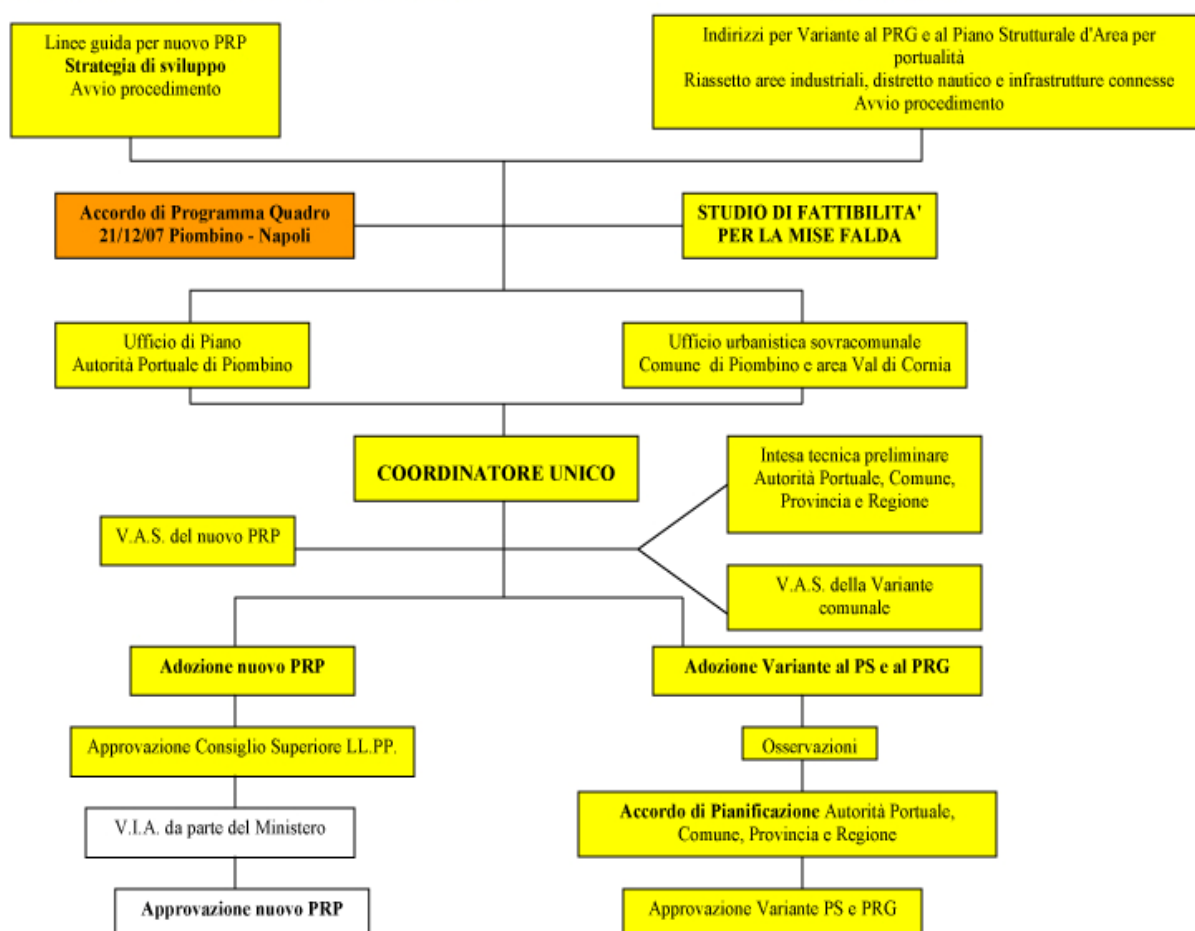 Linee guida per nuovo PRP
Strategia di sviluppo
Avvio procedimento
Indirizzi per Variante al PRG e al Piano Strutturale d'Area per
portualità
Riassetto aree industriali, distretto nautico e infrastrutture connesse
Avvio procedimento
Accordo di Programma Quadro
21/12/07 Piombino - Napoli
STUDIO DI FATTIBILITA'
PER LA MISE FALDA
Ufficio di Piano
Autorità Portuale di Piombino
Ufficio urbanistica sovracomunale
Comune di Piombino e area Val di Cornia
COORDINATORE UNICO
Intesa tecnica preliminare
Autorità Portuale, Comune,
Provincia e Regione
V.A.S. del nuovo PRP
V.A.S. della Variante
comunale
Adozione nuovo PRP
Adozione Variante al PS e al PRG
Approvazione Consiglio Superiore LL.PP.
Osservazioni
V.I.A. da parte del Ministero
Accordo di Pianificazione Autorità Portuale,
Comune, Provincia e Regione
Approvazione nuovo PRP
Approvazione Variante PS e PRG